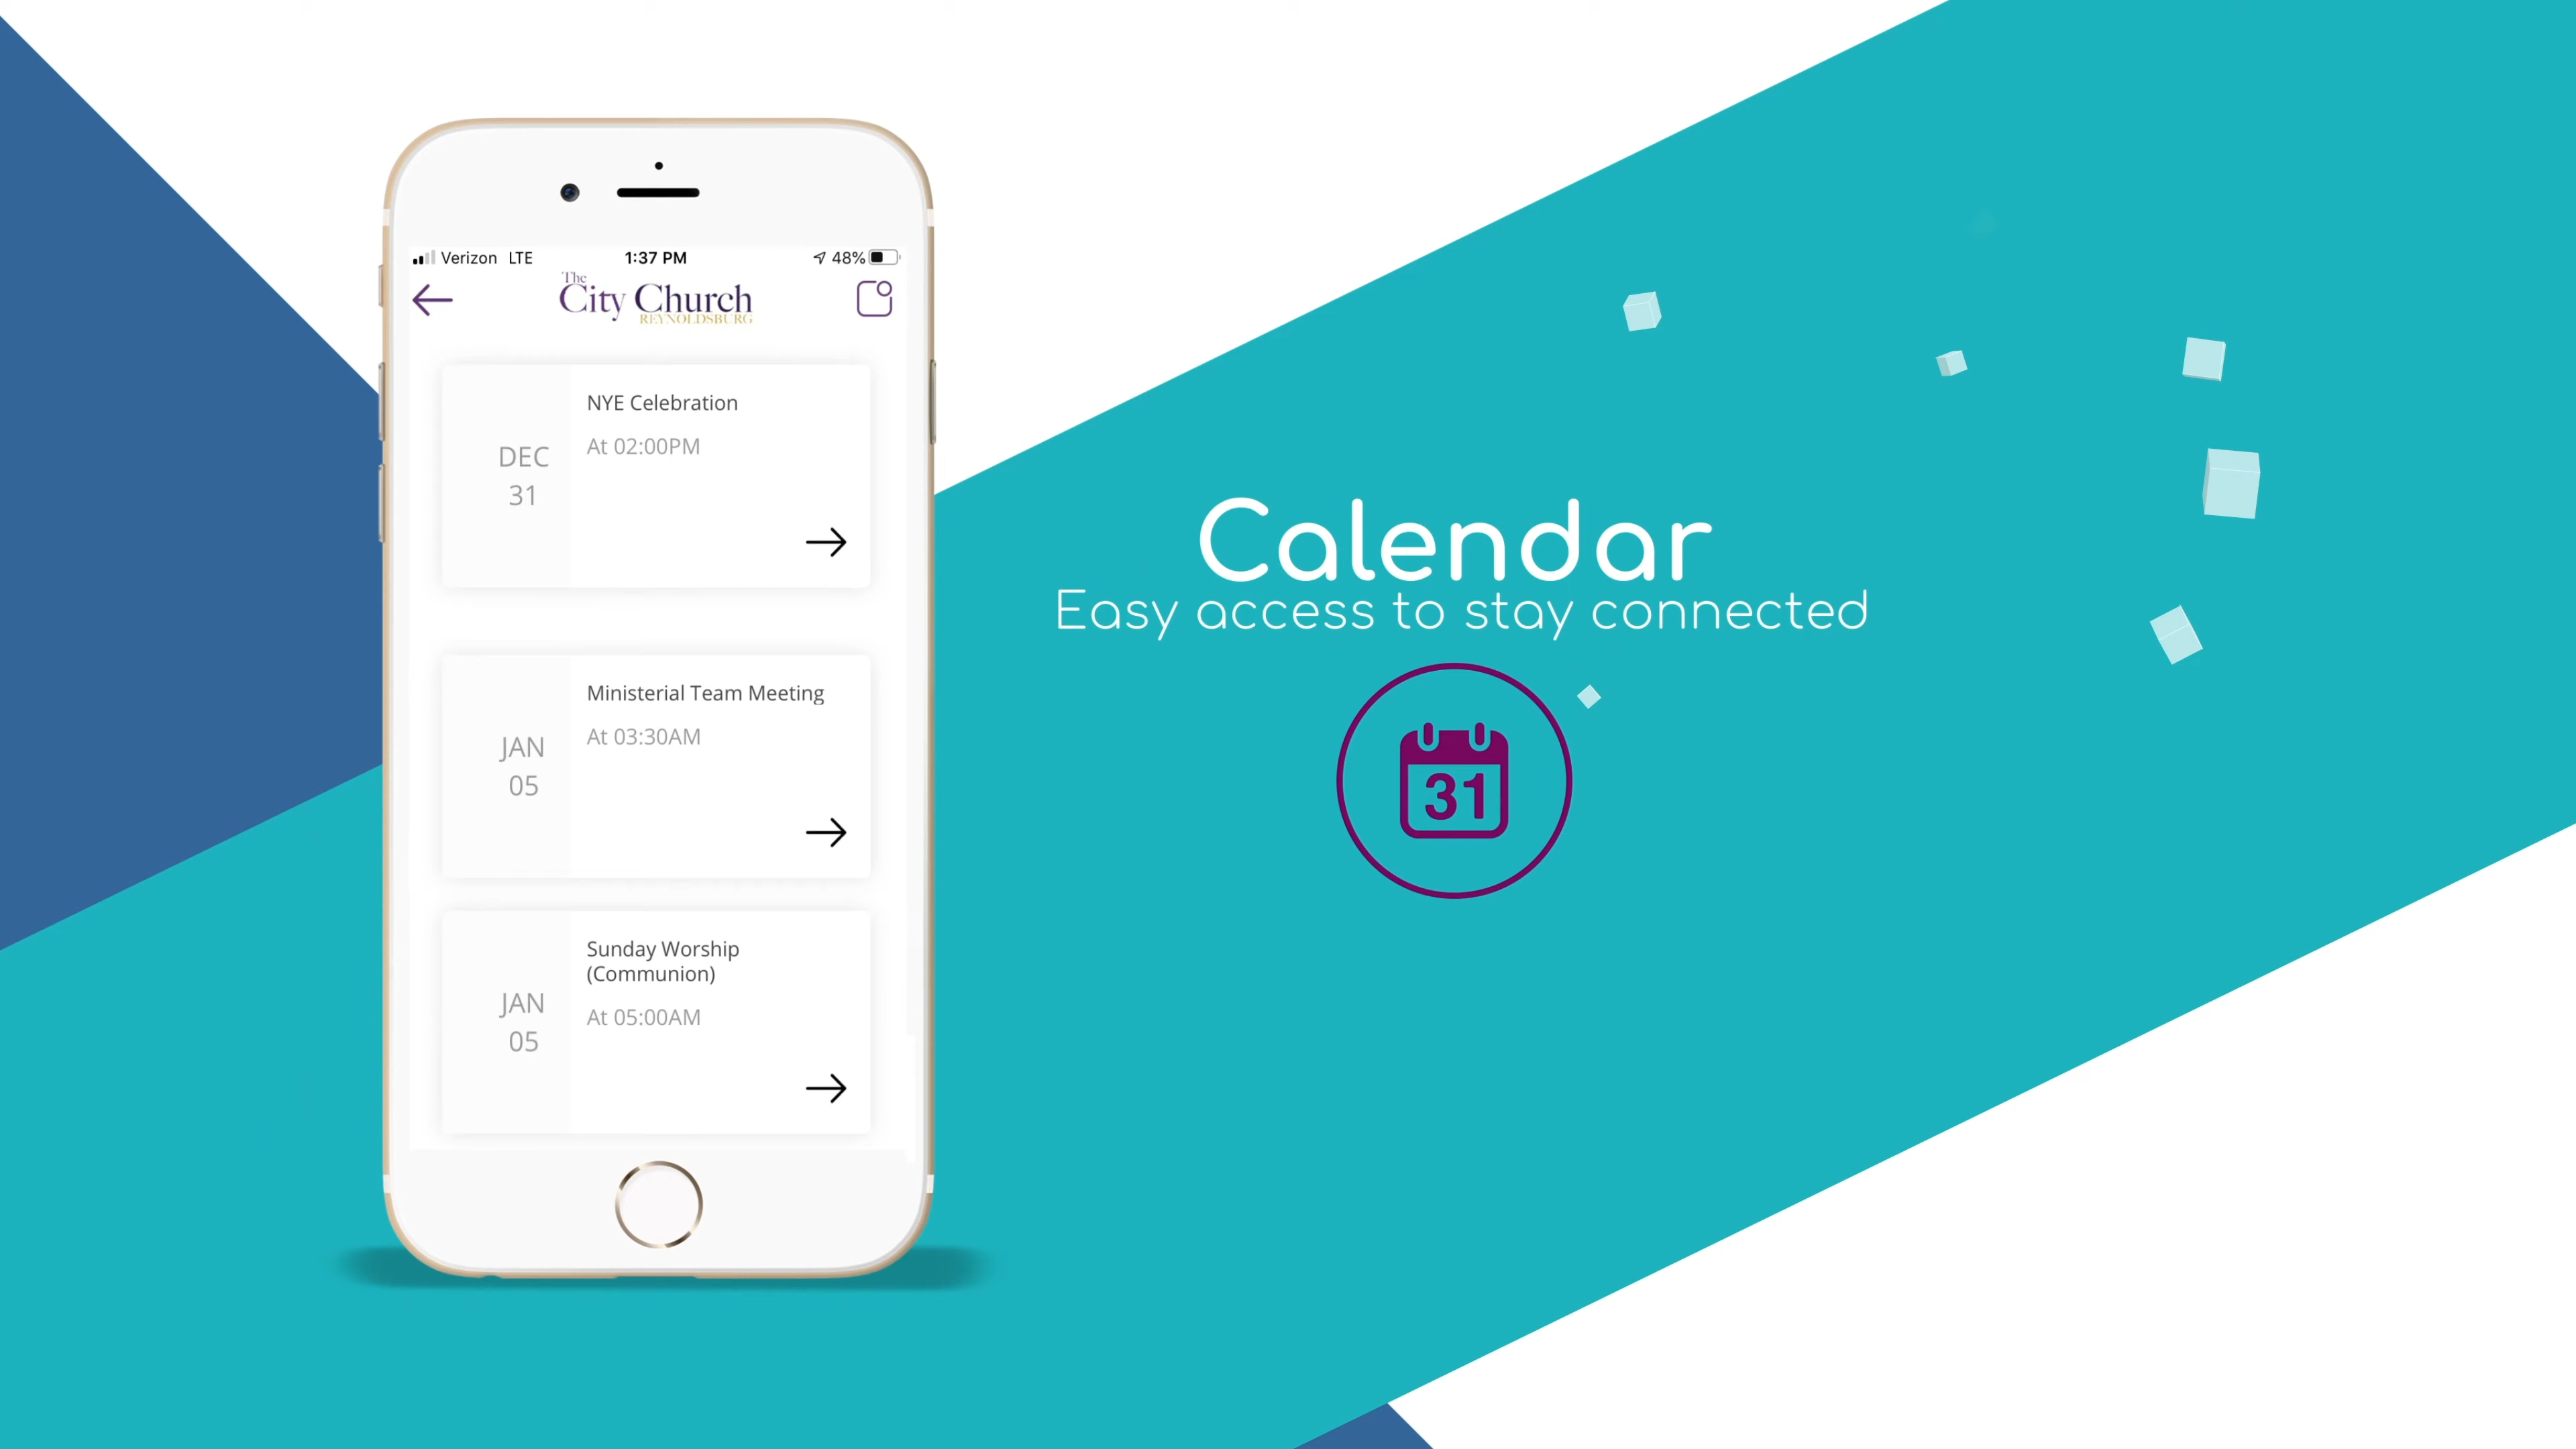 Verizon LTE 1:37 PM 48%
The
City Church
REYNOLDSBURG
NYE Celebration
At 02:00PM
DEC
31
Ministerial Team Meeting
At 03:30AM
JAN
05
Sunday Worship
(Communion)
At 05:00AM
JAN
05
Calendar
Easy access to stay connected
31